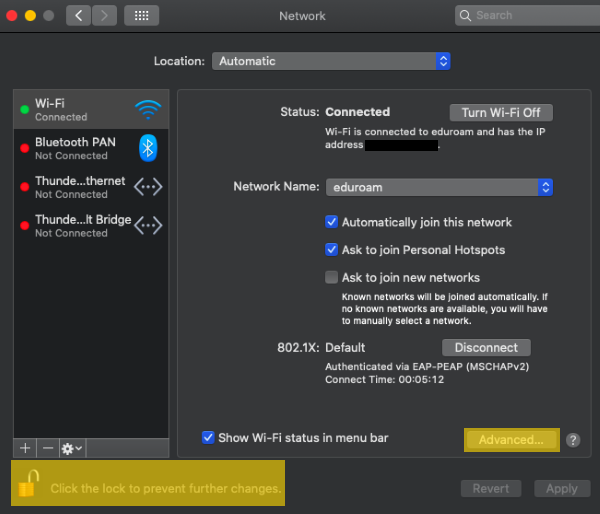 Network
Search
Location: Automatic
Wi-Fi
Connected
Bluetooth PAN
Not Connected
Thunde...thernet
Not Connected
Thunde...lt Bridge
Not Connected
Status: Connected
Turn Wi-Fi Off
Wi-Fi is connected to eduroam and has the IP
address .
Network Name: eduroam
Automatically join this network
Ask to join Personal Hotspots
Ask to join new networks
Known networks will be joined automatically. If
no known networks are available, you will have
to manually select a network.
802.1X: Default
Disconnect
Authenticated via EAP-PEAP (MSCHAPv2)
Connect Time: 00:05:12
Show Wi-Fi status in menu bar
Advanced...
?
+ −
Click the lock to prevent further changes.
Revert
Apply